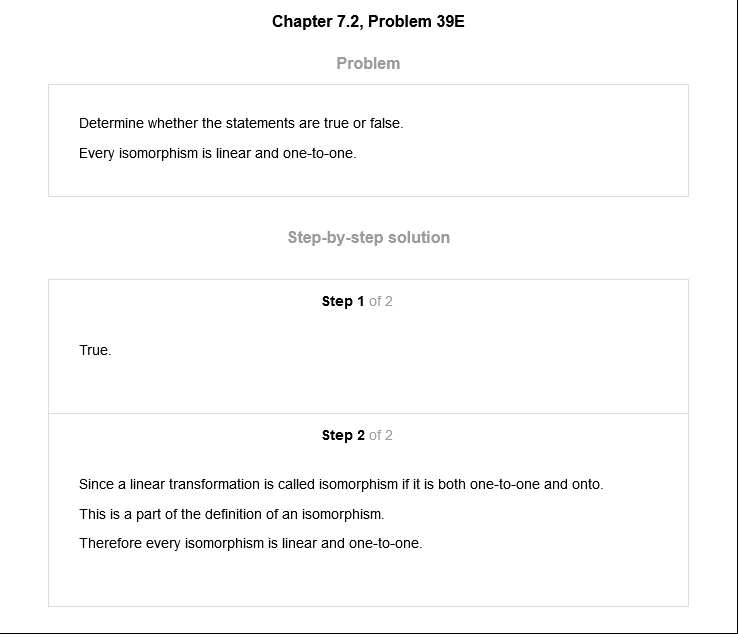 Chapter 7.2, Problem 39E
Problem
Determine whether the statements are true or false.
Every isomorphism is linear and one-to-one.
Step-by-step solution
Step 1 of 2
True.
Step 2 of 2
Since a linear transformation is called isomorphism if it is both one-to-one and onto.
This is a part of the definition of an isomorphism.
Therefore every isomorphism is linear and one-to-one.